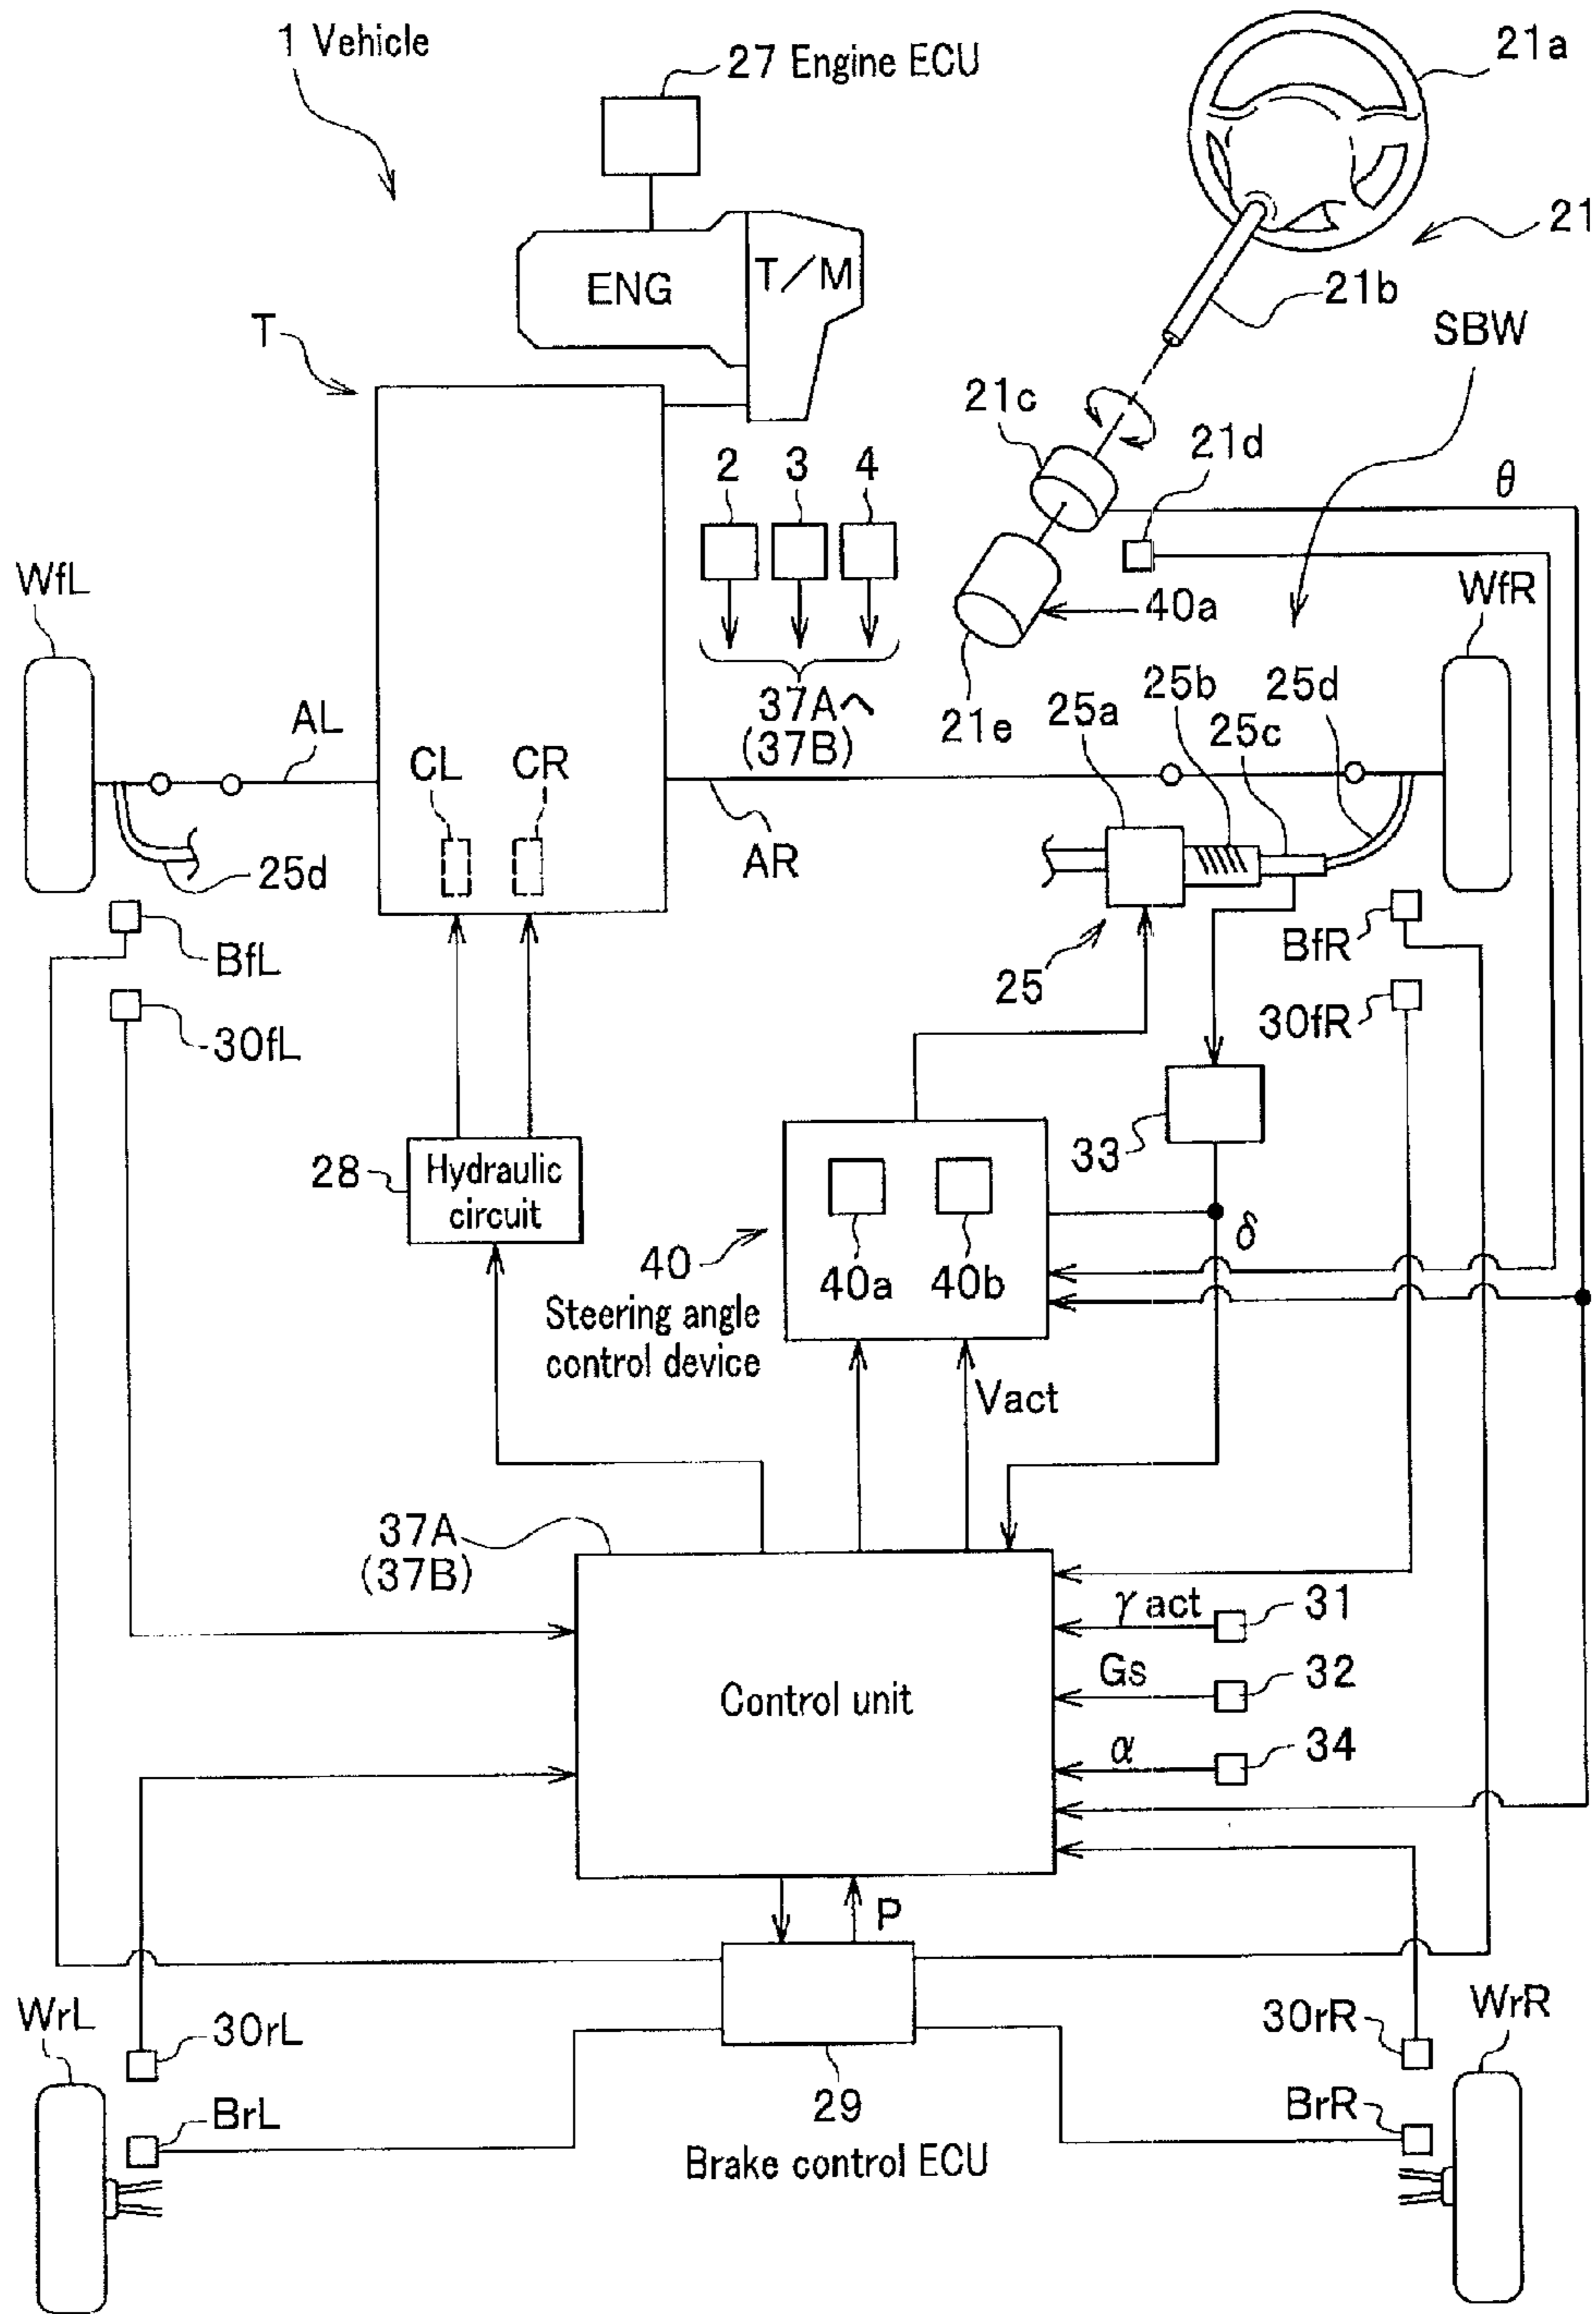 1 Vehicle
27 Engine ECU
21a
21
ENG
T/M
21b
T
SBW
21c
21d
2
3
4
θ
WfL
40a
WfR
37Aへ
(37B)
21e
25a
25b
25c
25d
AL
CL
CR
AR
25d
BfL
25
BfR
30fL
30fR
33
28
Hydraulic
circuit
δ
40
40a
40b
Steering angle
control device
Vact
37A
(37B)
γact
31
Gs
32
Control unit
α
34
P
WrL
30rL
30rR
WrR
BrL
29
BrR
Brake control ECU